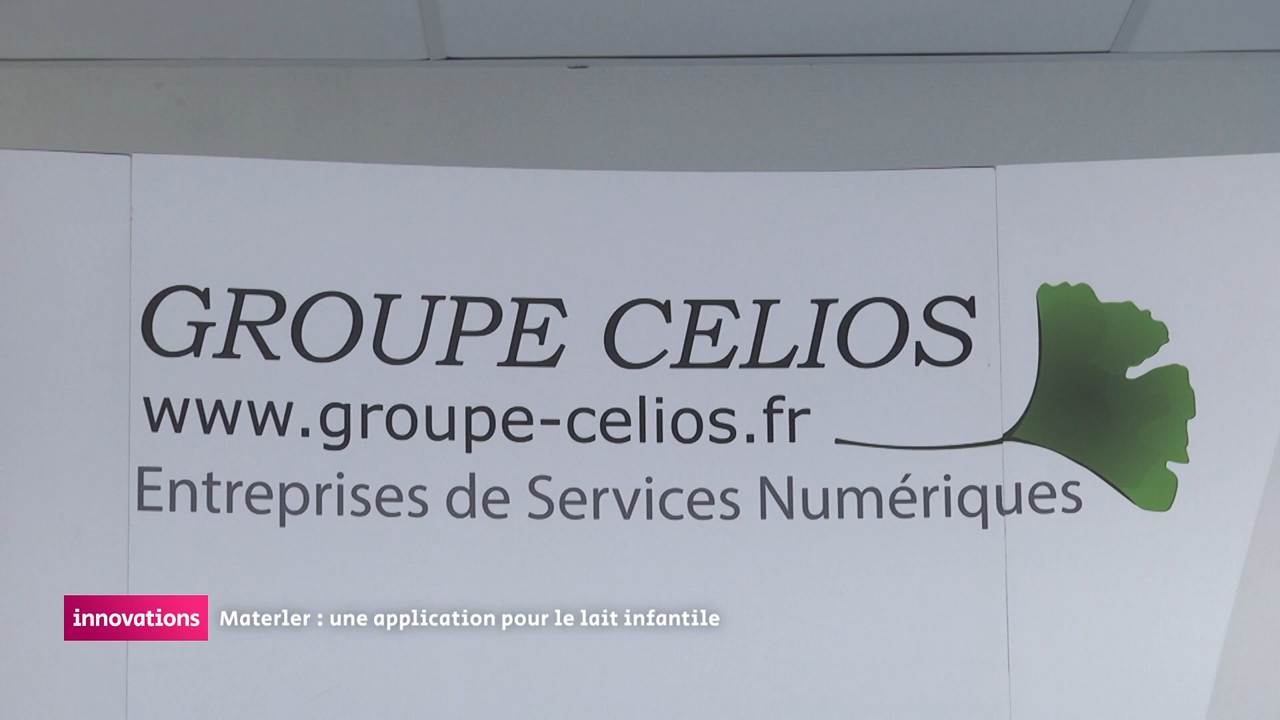 GROUPE CELIOS
www.groupe-celios.fr
Entreprises de Services Numériques
innovations Materler : une application pour le lait infantile